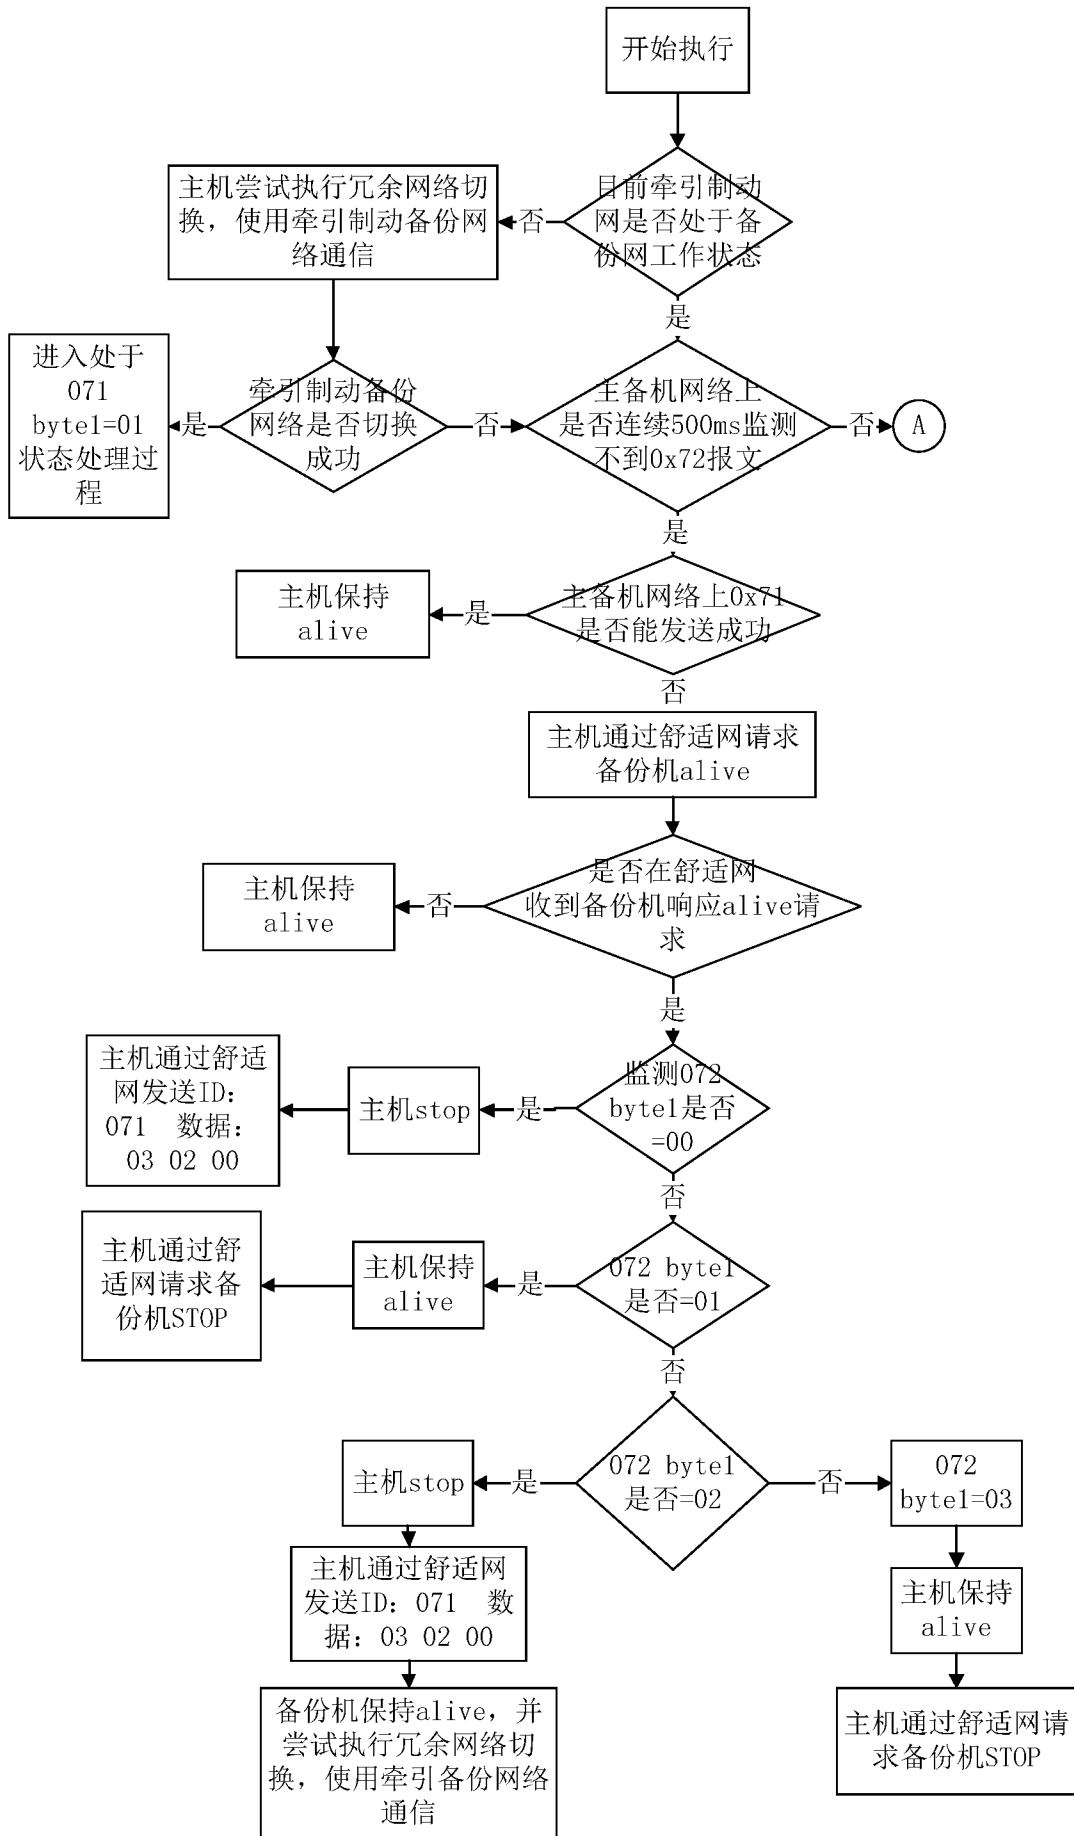 开始执行
目前牵引制动
网是否处于备
份网工作状态
否
主机尝试执行冗余网络切
换，使用牵引制动备份网
络通信
是
牵引制动备份
网络是否切换
成功
是
进入处于
071
byte1=01
状态处理过
程
否
主备机网络上
是否连续500ms监测
不到0x72报文
否
A
是
主备机网络上0x71
是否能发送成功
是
主机保持
alive
否
主机通过舒适网请求
备份机alive
是否在舒适网
收到备份机响应alive请
求
否
主机保持
alive
是
监测072
byte1是否
=00
是
主机stop
主机通过舒适
网发送ID：
071 数据：
03 02 00
否
072 byte1
是否=01
是
主机保持
alive
主机通过舒
适网请求备
份机STOP
否
072 byte1
是否=02
是
主机stop
主机通过舒适网
发送ID：071 数
据：03 02 00
备份机保持alive，并
尝试执行冗余网络切
换，使用牵引备份网络
通信
否
072
byte1=03
主机保持
alive
主机通过舒适网请
求备份机STOP